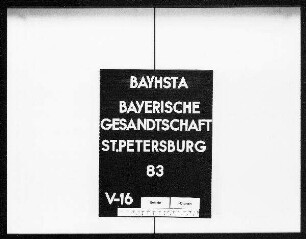 BAYHSTA
BAYERISCHE
GESANDTSCHAFT
ST.PETERSBURG
83
V-16